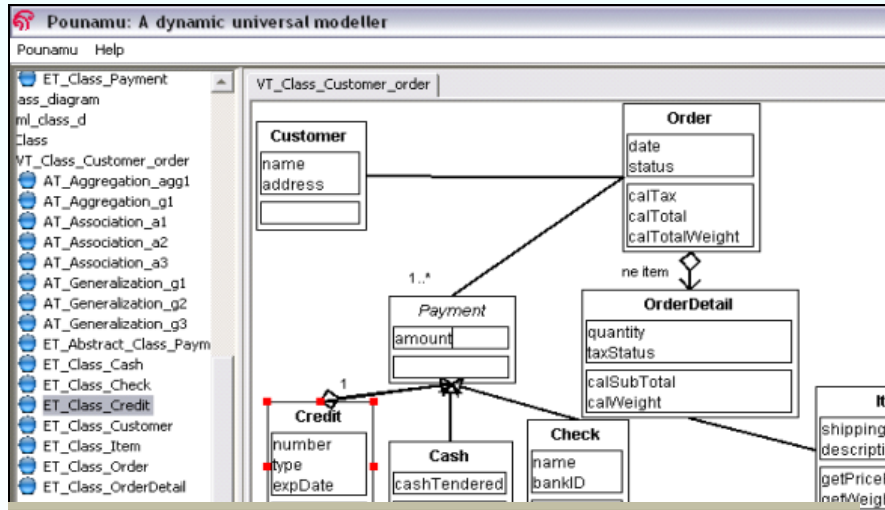 Pounamu: A dynamic universal modeller
Pounamu Help
ET_Class_Payment
ass_diagram
ml_class_d
Class
VT_Class_Customer_order
AT_Aggregation_agg1
AT_Aggregation_g1
AT_Association_a1
AT_Association_a2
AT_Association_a3
AT_Generalization_g1
AT_Generalization_g2
AT_Generalization_g3
ET_Abstract_Class_Paym
ET_Class_Cash
ET_Class_Check
ET_Class_Credit
ET_Class_Customer
ET_Class_Item
ET_Class_Order
ET_Class_OrderDetail
VT_Class_Customer_order
Customer
name
address
Order
date
status
calTax
calTotal
calTotalWeight
1..*
ne item
Payment
amount
OrderDetail
quantity
taxStatus
calSubTotal
calWeight
1
Credit
number
type
expDate
Cash
cashTendered
Check
name
bankID
It
shipping
descripti
getPrice
getWeigh